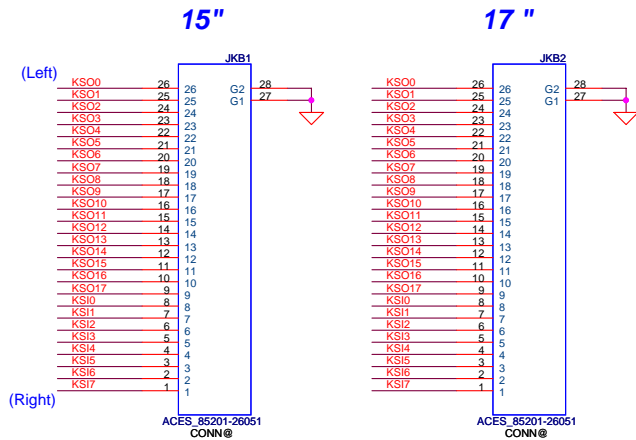 15" 17 "
JKB1 JKB2
(Left)
KSO0 26 26 G2 28 KSO0 26 26 G2 28
KSO1 25 25 G1 27 KSO1 25 25 G1 27
KSO2 24 24 KSO2 24 24
KSO3 23 23 KSO3 23 23
KSO4 22 22 KSO4 22 22
KSO5 21 21 KSO5 21 21
KSO6 20 20 KSO6 20 20
KSO7 19 19 KSO7 19 19
KSO8 18 18 KSO8 18 18
KSO9 17 17 KSO9 17 17
KSO10 16 16 KSO10 16 16
KSO11 15 15 KSO11 15 15
KSO12 14 14 KSO12 14 14
KSO13 13 13 KSO13 13 13
KSO14 12 12 KSO14 12 12
KSO15 11 11 KSO15 11 11
KSO16 10 10 KSO16 10 10
KSO17 9 9 KSO17 9 9
KSI0 8 8 KSI0 8 8
KSI1 7 7 KSI1 7 7
KSI2 6 6 KSI2 6 6
KSI3 5 5 KSI3 5 5
KSI4 4 4 KSI4 4 4
KSI5 3 3 KSI5 3 3
KSI6 2 2 KSI6 2 2
KSI7 1 1 KSI7 1 1
(Right)
ACES_85201-26051 ACES_85201-26051
CONN@ CONN@